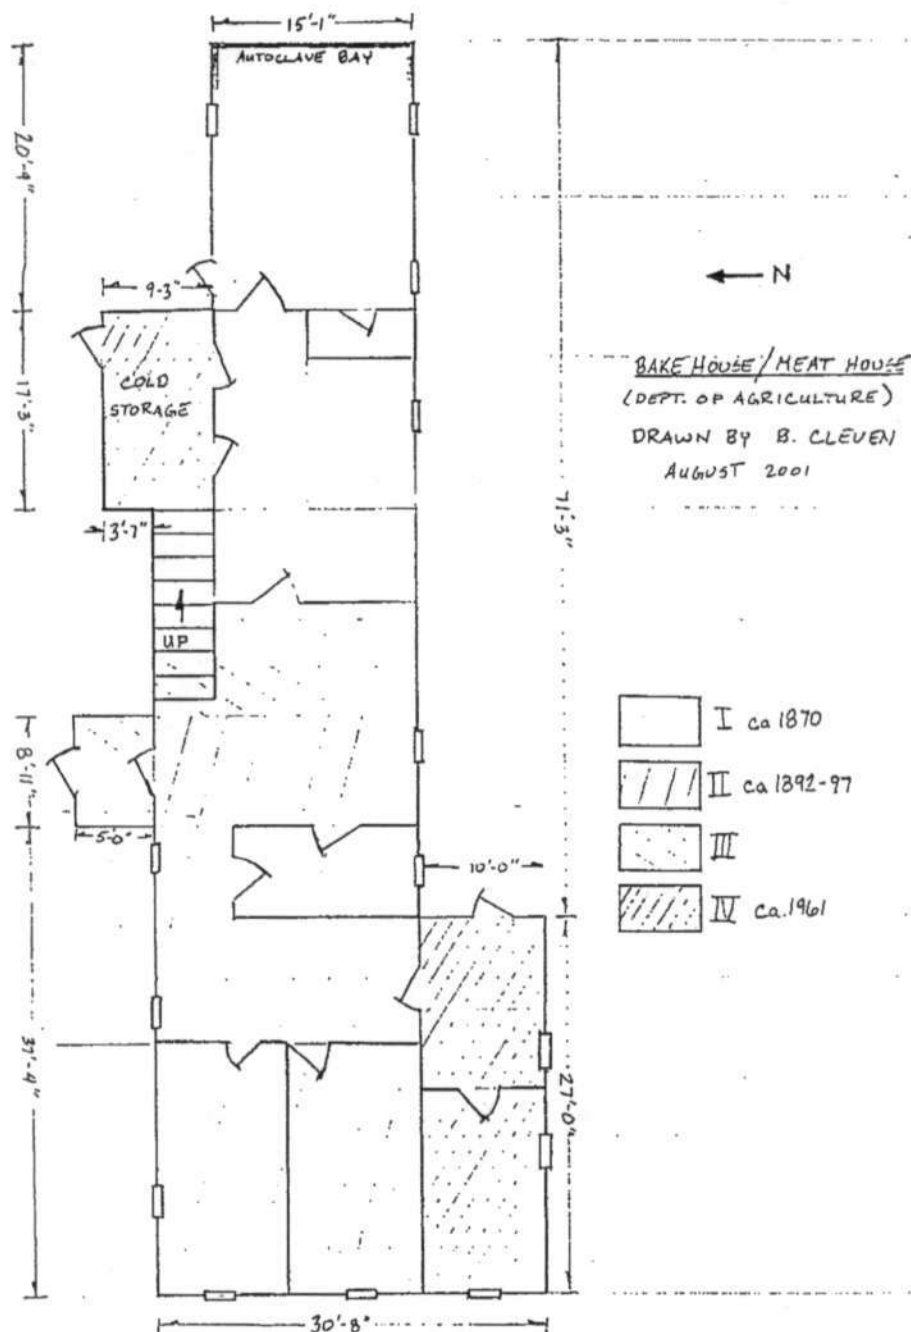 15'-1"
AUTOCLAVE BAY
20'-9"
9'-3"
N
COLD
STORAGE
17'-3"
BAKE HOUSE / MEAT HOUSE
(DEPT. OF AGRICULTURE)
DRAWN BY B. CLEVEN
AUGUST 2001
3'-7"
71'-3"
UP
I ca 1870
8'-11"
II ca 1892-97
5'-0"
III
10'-0"
IV ca. 1961
37'-4"
27'-0"
30'-8"